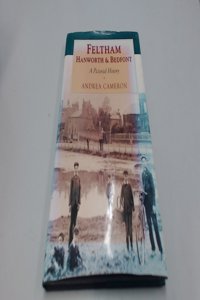 FELTHAM
HANWORTH & BEDFONT
A Pictorial History
ANDREA CAMERON